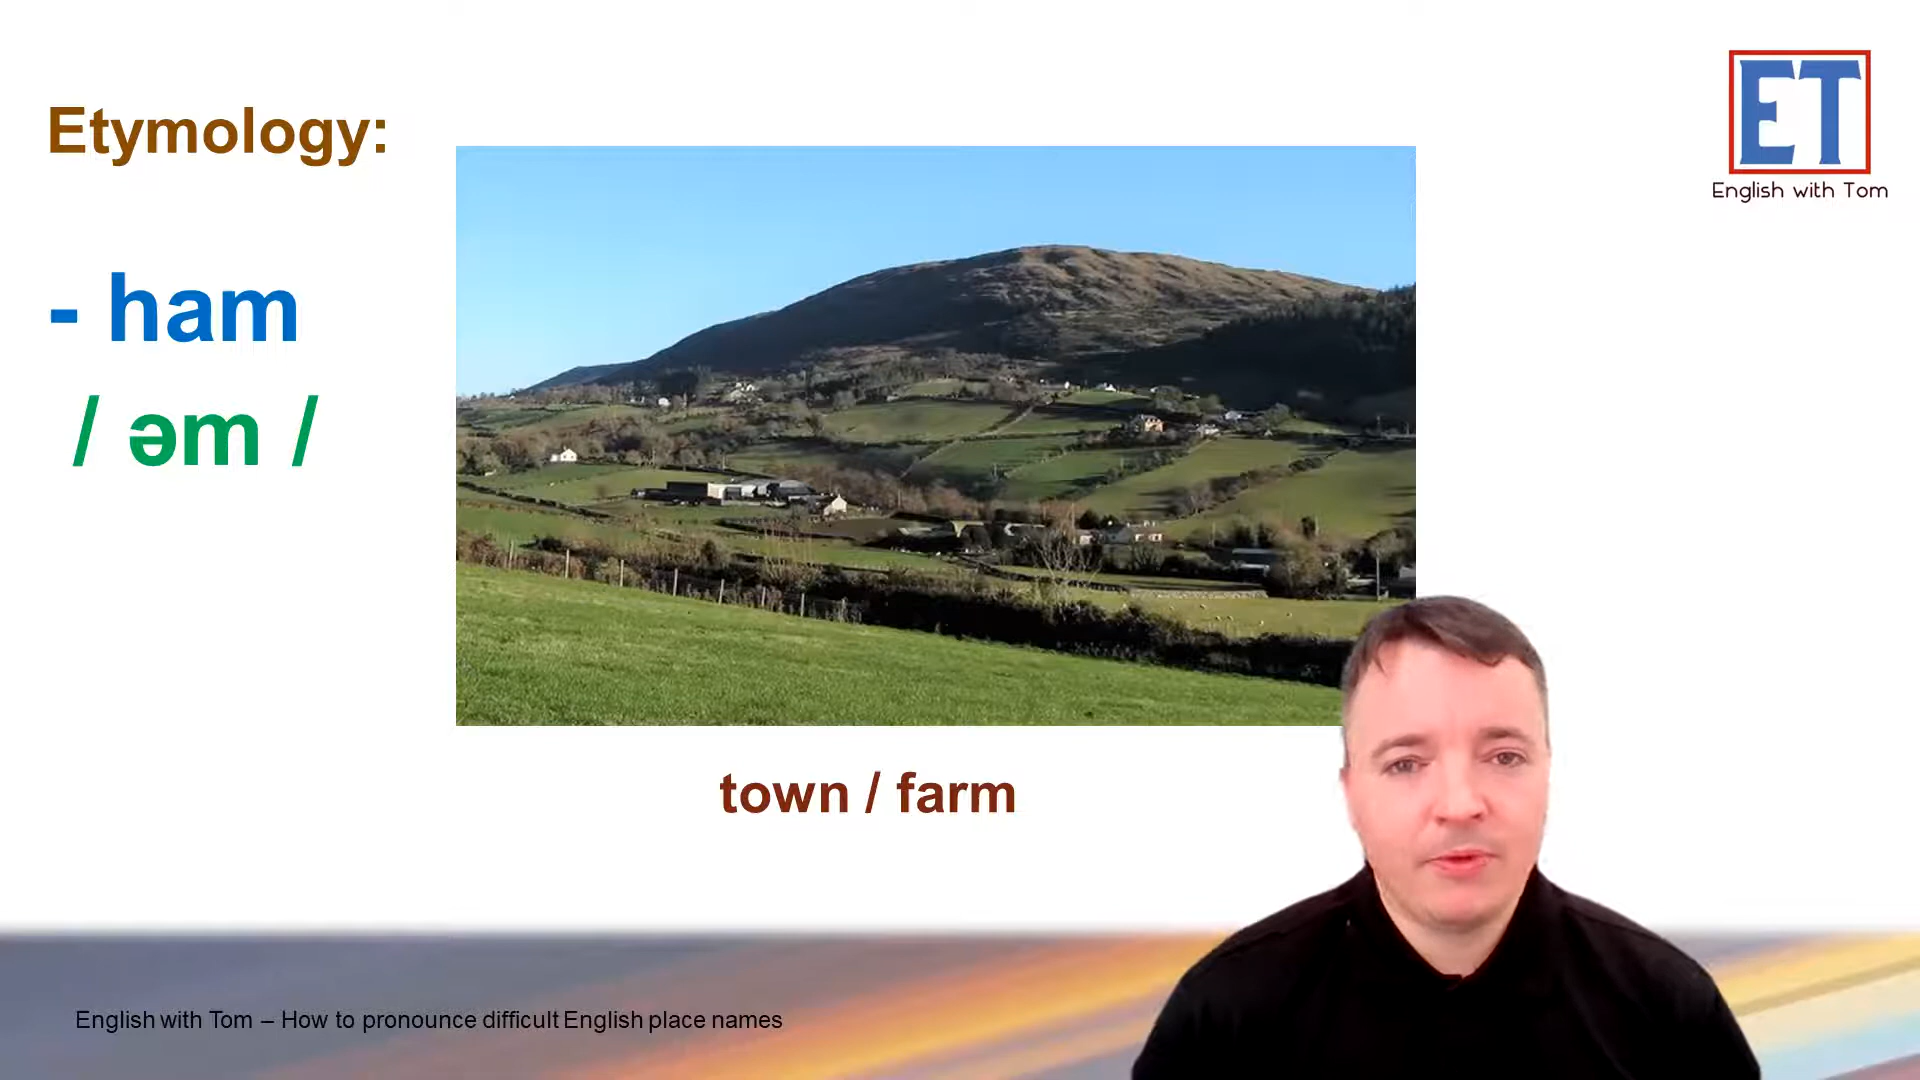 Etymology:
ET
English with Tom
- ham
/ əm /
town / farm
English with Tom – How to pronounce difficult English place names